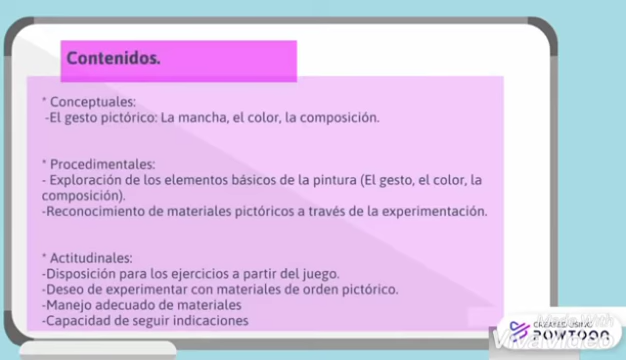 Contenidos.
* Conceptuales:
-El gesto pictórico: La mancha, el color, la composición.
* Procedimentales:
- Exploración de los elementos básicos de la pintura (El gesto, el color, la
composición).
-Reconocimiento de materiales pictóricos a través de la experimentación.
* Actitudinales:
-Disposición para los ejercicios a partir del juego.
-Deseo de experimentar con materiales de orden pictórico.
-Manejo adecuado de materiales
-Capacidad de seguir indicaciones
CREATED USING
POWTOON
VivaVideo